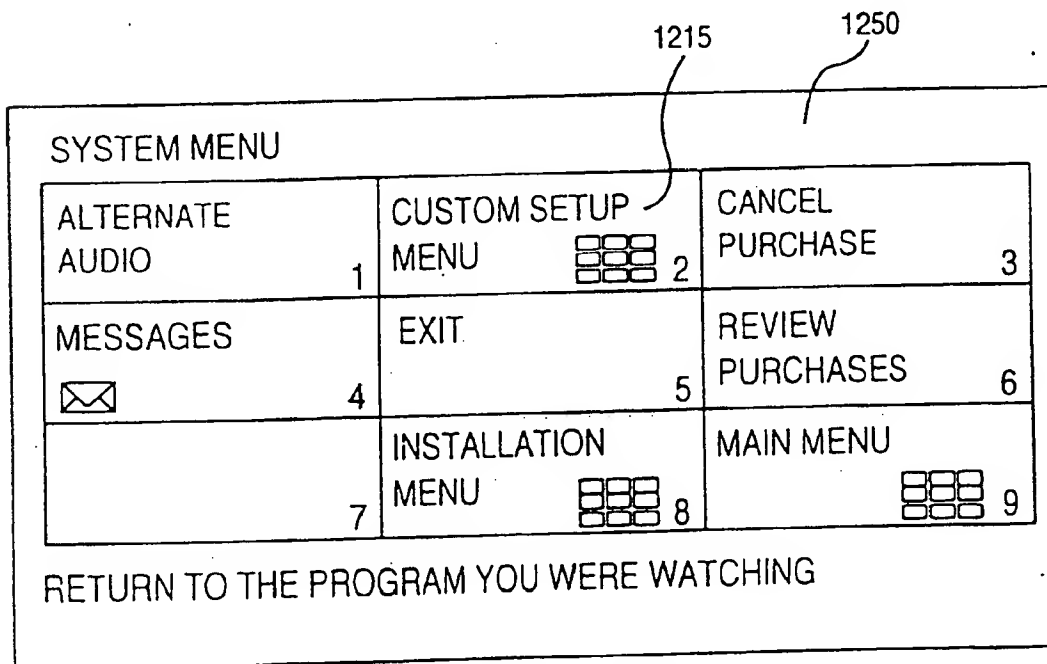 1215
1250
SYSTEM MENU
ALTERNATE
AUDIO
1
CUSTOM SETUP
MENU
2
CANCEL
PURCHASE
3
MESSAGES
4
EXIT
5
REVIEW
PURCHASES
6
7
INSTALLATION
MENU
8
MAIN MENU
9
RETURN TO THE PROGRAM YOU WERE WATCHING